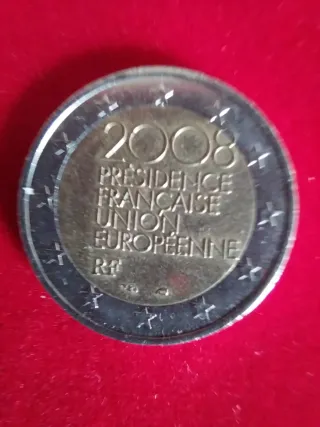 2008
PRÉSIDENCE
FRANÇAISE
UNION
EUROPÉENNE
RF